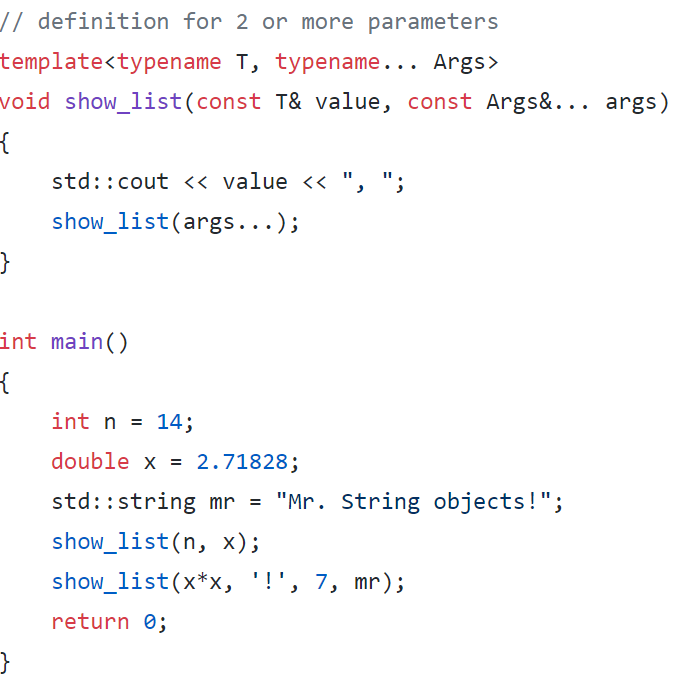 // definition for 2 or more parameters
template<typename T, typename... Args>
void show_list(const T& value, const Args&... args)
{
    std::cout << value << ", ";
    show_list(args...);
}

int main()
{
    int n = 14;
    double x = 2.71828;
    std::string mr = "Mr. String objects!";
    show_list(n, x);
    show_list(x*x, '!', 7, mr);
    return 0;
}